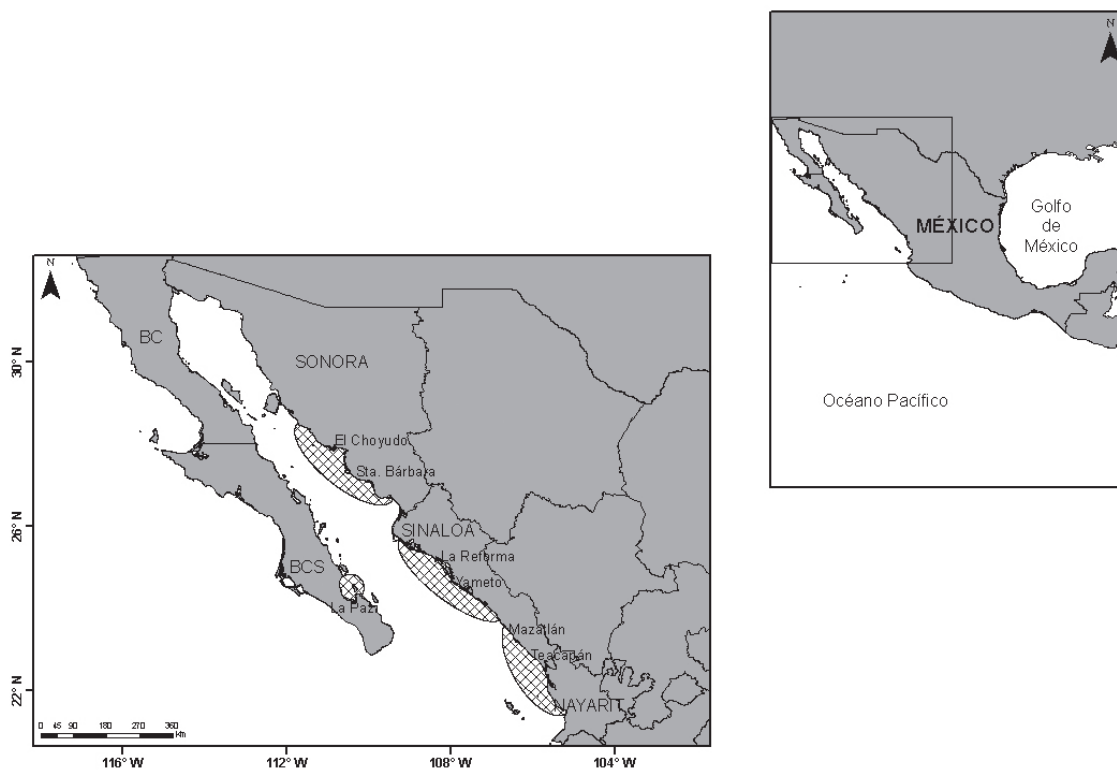 N
BC
SONORA
El Choyudo
Sta. Bárbara
SINALOA
La Reforma
Yameto
BCS
La Paz
Mazatlán
Teacapán
NAYARIT
30° N
26° N
22° N
0 45 90 180 270 360
Km
116° W 112° W 108° W 104° W
N
MÉXICO
Golfo
de
México
Océano Pacífico